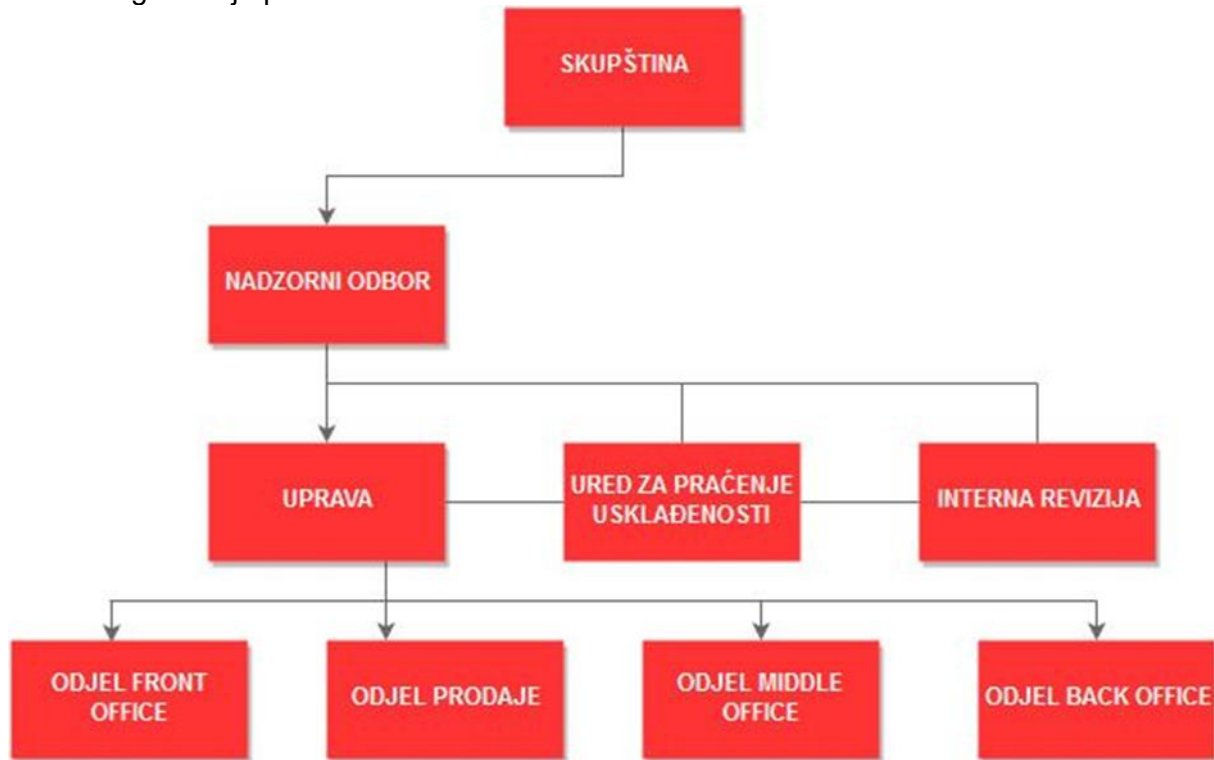 SKUPŠTINA
NADZORNI ODBOR
UPRAVA
URED ZA PRAĆENJE
USKLAĐENOSTI
INTERNA REVIZIJA
ODJEL FRONT
OFFICE
ODJEL PRODAJE
ODJEL MIDDLE
OFFICE
ODJEL BACK OFFICE